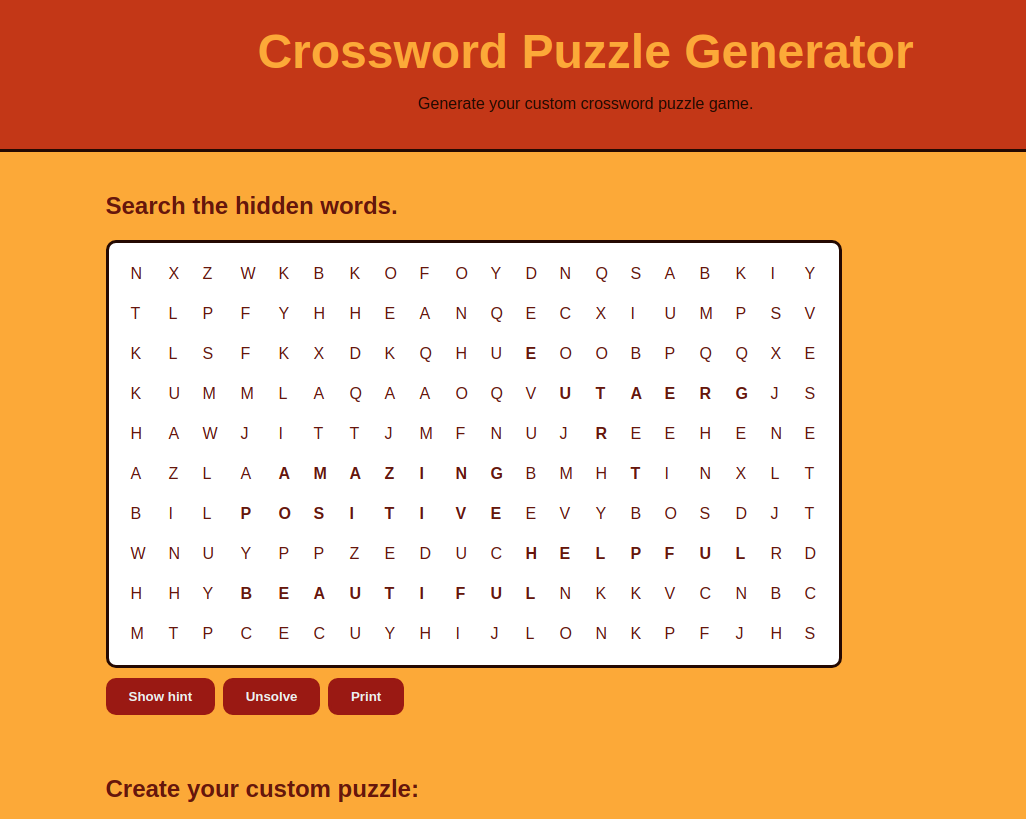 Crossword Puzzle Generator
Generate your custom crossword puzzle game.
Search the hidden words.
N X Z W K B K O F O Y D N Q S A B K I Y
T L P F Y H H E A N Q E C X I U M P S V
K L S F K X D K Q H U E O O B P Q Q X E
K U M M L A Q A A O Q V U T A E R G J S
H A W J I T T J M F N U J R E E H E N E
A Z L A A M A Z I N G B M H T I N X L T
B I L P O S I T I V E E V Y B O S D J T
W N U Y P P Z E D U C H E L P F U L R D
H H Y B E A U T I F U L N K K V C N B C
M T P C E C U Y H I J L O N K P F J H S
Show hint Unsolve Print
Create your custom puzzle: